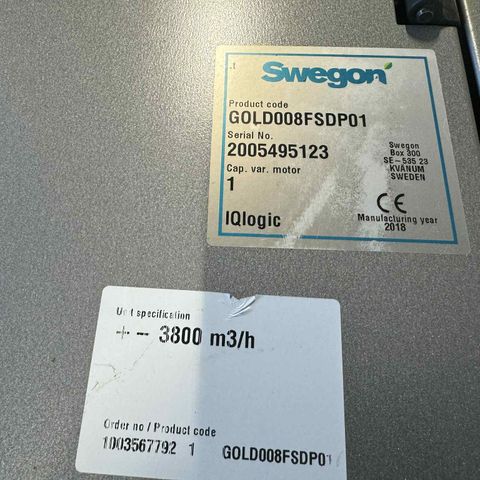 Swegon
Product code
GOLD008FSDP01
Serial No.
2005495123
Cap. var. motor
1
IQlogic
Swegon
Box 300
SE-535 23
KVÄNUM
SWEDEN
CE
Manufacturing year
2018
Unit specification
+- - 3800 m3/h
Order no / Product code
1003567792 1 GOLD008FSDP01